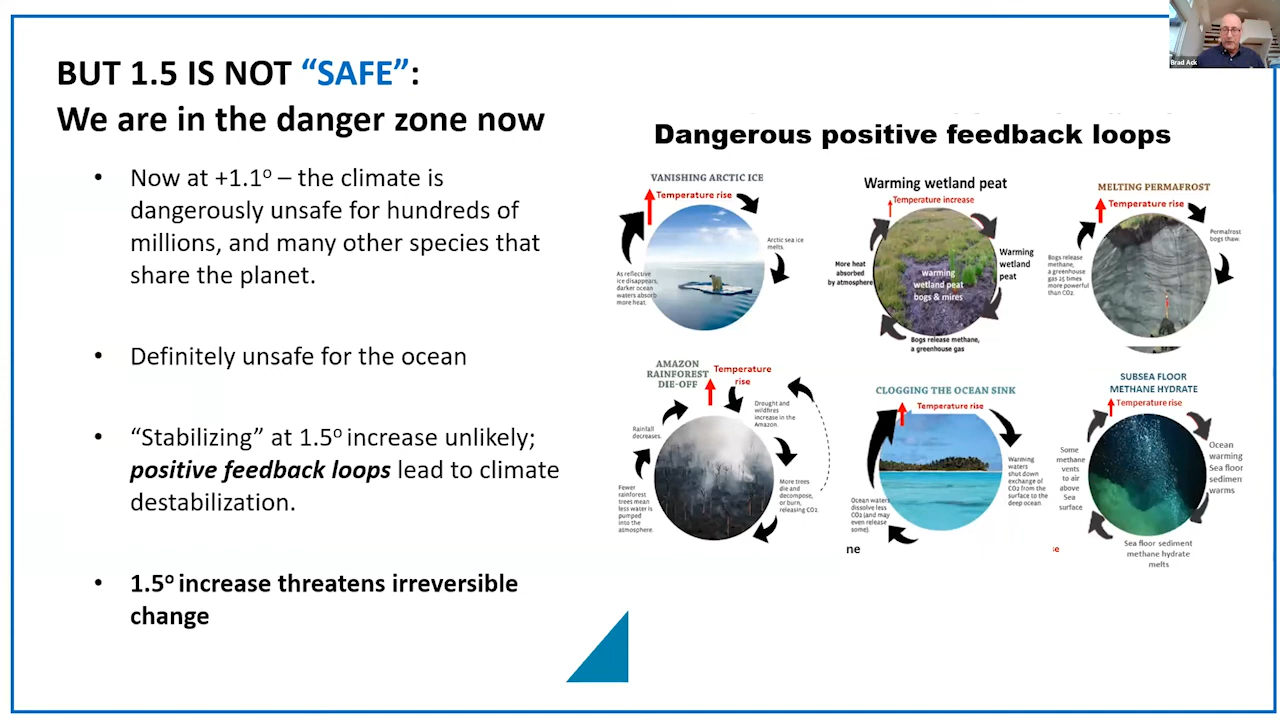 BUT 1.5 IS NOT “SAFE”:
We are in the danger zone now
• Now at +1.1º – the climate is
dangerously unsafe for hundreds of
millions, and many other species that
share the planet.
• Definitely unsafe for the ocean
• “Stabilizing” at 1.5º increase unlikely;
positive feedback loops lead to climate
destabilization.
• 1.5º increase threatens irreversible
change
Brad Ack
Dangerous positive feedback loops
VANISHING ARCTIC ICE
Temperature rise
Arctic sea ice
melts.
As reflective
ice disappears,
darker ocean
waters absorb
more heat.
Warming wetland peat
Temperature increase
Warming
wetland
peat
warming
wetland peat
bogs & mires
More heat
absorbed
by atmosphere
Bogs release methane,
a greenhouse gas
MELTING PERMAFROST
Temperature rise
Permafrost
bogs thaw.
Bogs release
methane,
a greenhouse
gas 25 times
more powerful
than CO2.
AMAZON
RAINFOREST
DIE-OFF
Temperature
rise
Drought and
wildfires
increase in the
Amazon.
More trees
die and
decompose,
or burn,
releasing CO2.
Fewer
rainforest
trees mean
less water is
pumped
into the
atmosphere.
Rainfall
decreases.
CLOGGING THE OCEAN SINK
Temperature rise
Warming
waters
shut down
exchange of
CO2 from the
surface to the
deep ocean.
Ocean waters
dissolve less
CO2 (and may
even release
some).
ne
SUBSEA FLOOR
METHANE HYDRATE
Temperature rise
Ocean
warming
Sea floor
sedimen
warms
Sea floor sediment
methane hydrate
melts
Some
methane
vents
to air
above
Sea
surface
se